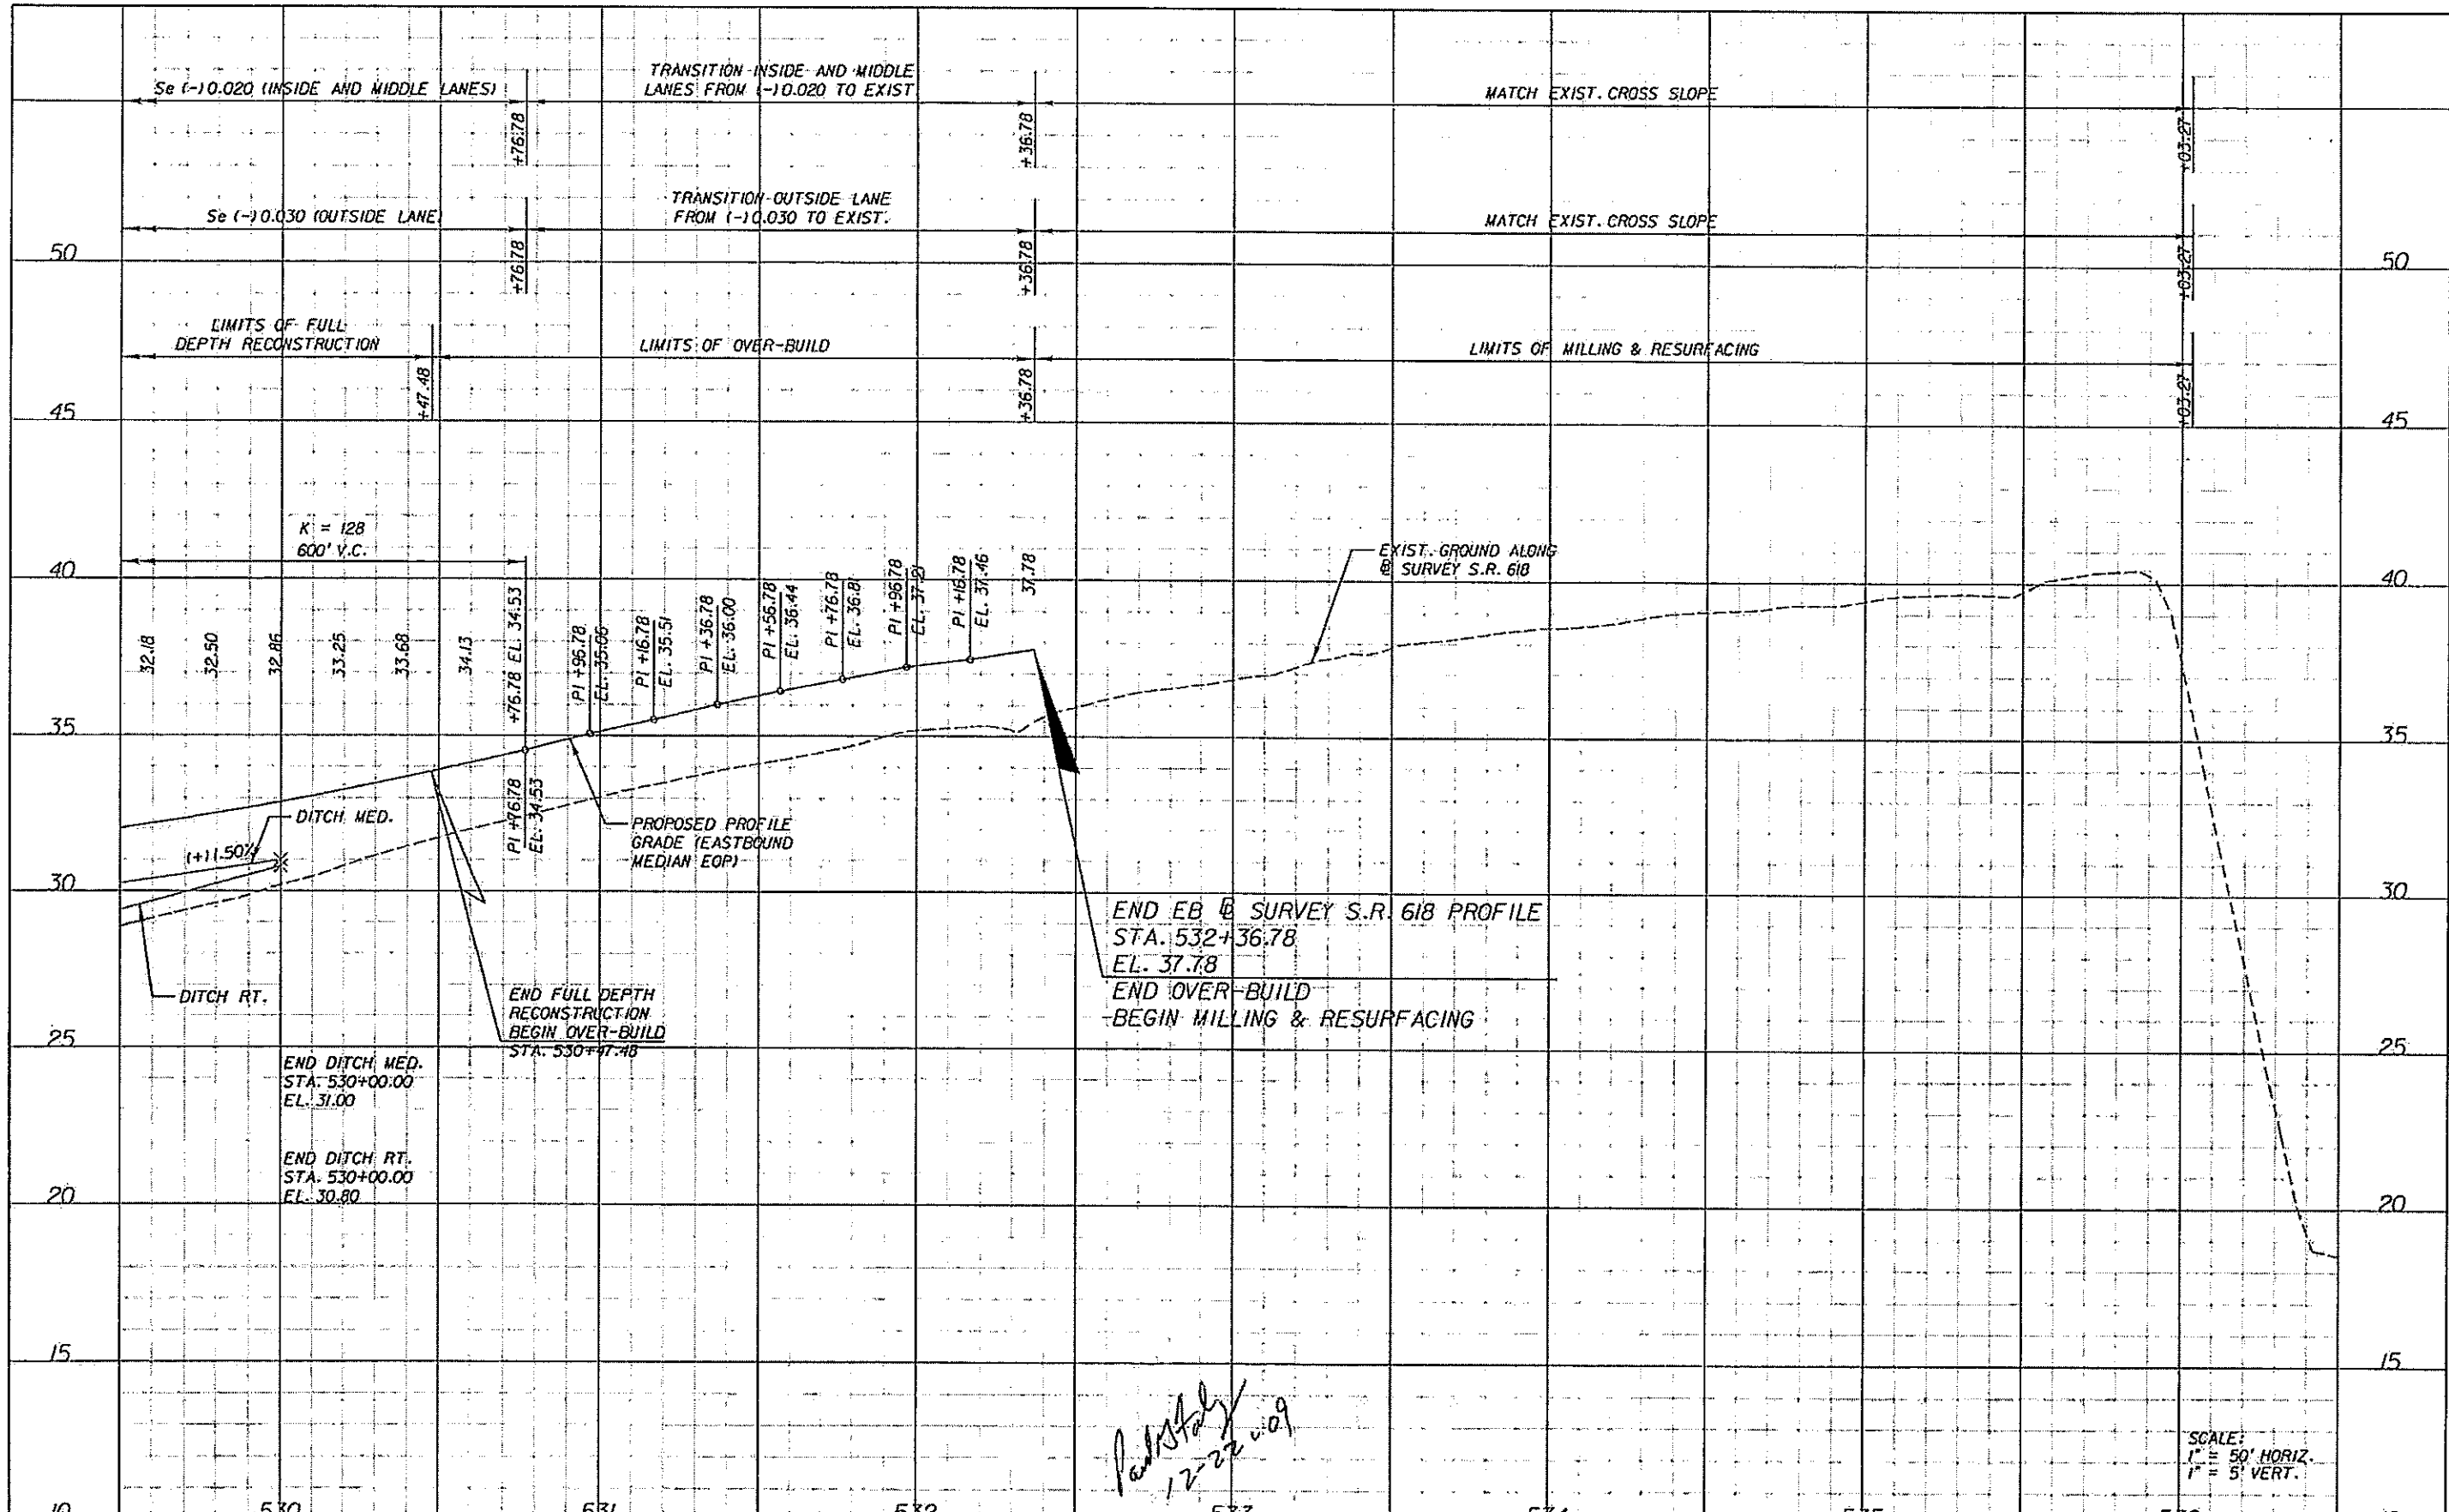 Se (-) 0.020 (INSIDE AND MIDDLE LANES)
TRANSITION INSIDE AND MIDDLE
LANES FROM (-) 0.020 TO EXIST
MATCH EXIST. CROSS SLOPE
+76.78
+36.78
+03.27
Se (-) 0.030 (OUTSIDE LANE)
TRANSITION OUTSIDE LANE
FROM (-) 0.030 TO EXIST.
MATCH EXIST. CROSS SLOPE
+76.78
+36.78
+03.27
50
50
LIMITS OF FULL
DEPTH RECONSTRUCTION
LIMITS OF OVER-BUILD
LIMITS OF MILLING & RESURFACING
+47.48
+36.78
+03.27
45
45
K = 128
600' V.C.
40
40
32.18
32.50
32.86
33.25
33.68
34.13
+76.78 EL. 34.53
PI +96.78
EL. 35.06
PI +16.78
EL. 35.51
PI +36.78
EL. 36.00
PI +56.78
EL. 36.44
PI +76.78
EL. 36.81
PI +96.78
EL. 37.21
PI +16.78
EL. 37.46
37.78
EXIST. GROUND ALONG
SURVEY S.R. 618
35
35
PI +76.78
EL. 34.53
DITCH MED.
(+) 1.50%
PROPOSED PROFILE
GRADE (EASTBOUND
MEDIAN EOP)
30
30
DITCH RT.
END FULL DEPTH
RECONSTRUCTION
BEGIN OVER-BUILD
STA. 530+47.48
END EB SURVEY S.R. 618 PROFILE
STA. 532+36.78
EL. 37.78
END OVER-BUILD
BEGIN MILLING & RESURFACING
25
25
END DITCH MED.
STA. 530+00.00
EL. 31.00
END DITCH RT.
STA. 530+00.00
EL. 30.80
20
20
15
15
12-22-09
SCALE:
1" = 50' HORIZ.
1" = 5' VERT.
10
530
531
532
533
534
535